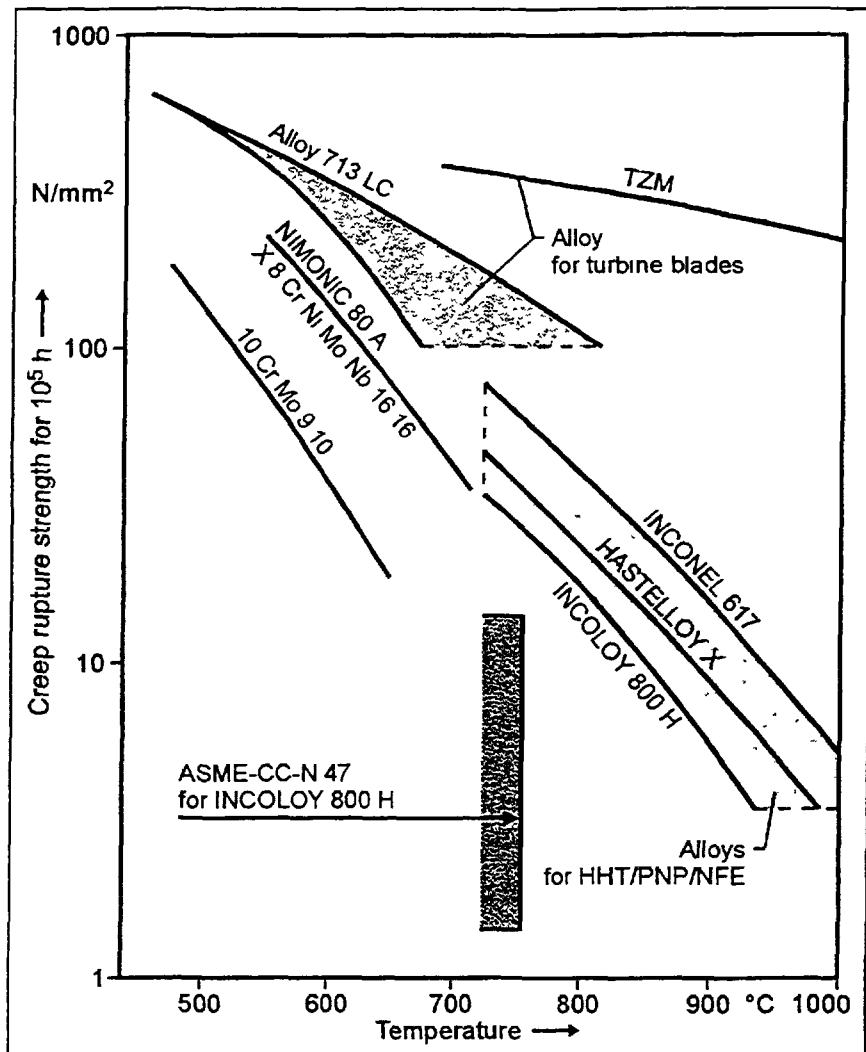 1000
Alloy 713 LC
TZM
N/mm²
Alloy
for turbine blades
NIMONIC 80 A
X 8 Cr Ni Mo Nb 16 16
100
10 Cr Mo 9 10
Creep rupture strength for 10⁵ h
INCONEL 617
HASTELLOY X
INCOLOY 800 H
10
ASME-CC-N 47
for INCOLOY 800 H
Alloys
for HHT/PNP/NFE
1
500 600 700 800 900 °C 1000
Temperature